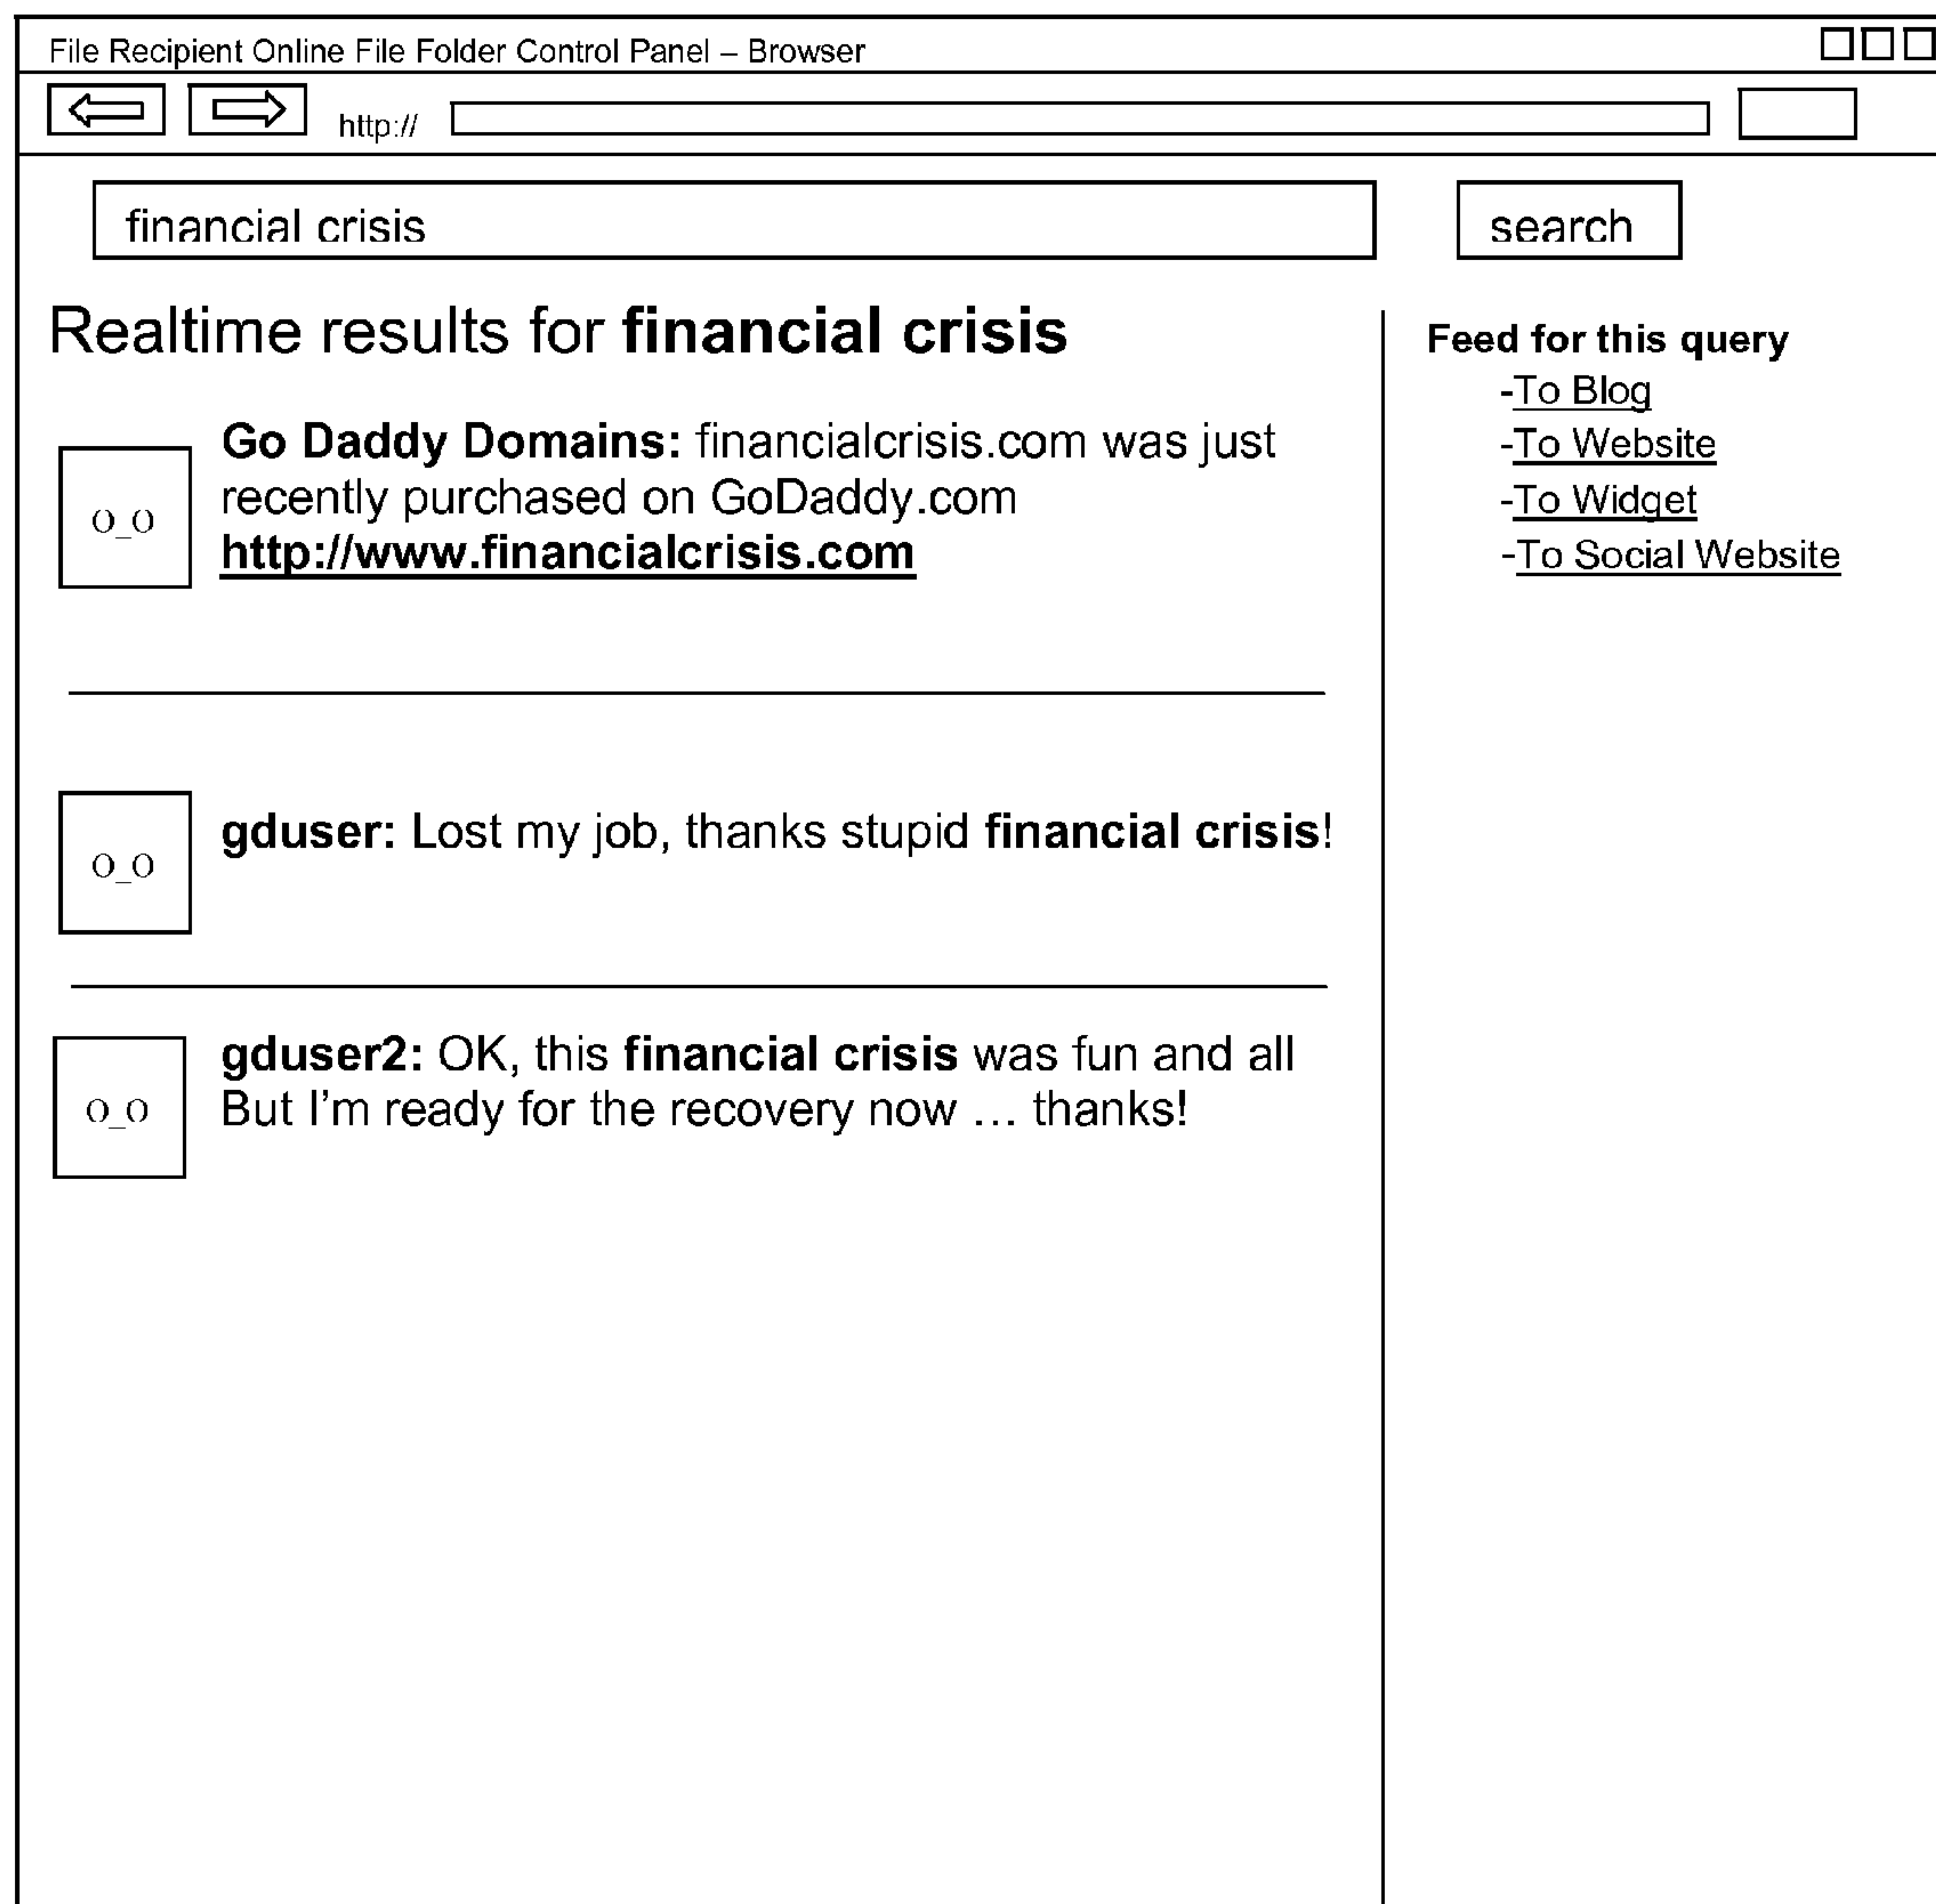 File Recipient Online File Folder Control Panel – Browser
http://
financial crisis
search
Realtime results for financial crisis
Go Daddy Domains: financialcrisis.com was just
recently purchased on GoDaddy.com
http://www.financialcrisis.com
o_o
gduser: Lost my job, thanks stupid financial crisis!
o_o
gduser2: OK, this financial crisis was fun and all
But I'm ready for the recovery now … thanks!
o_o
Feed for this query
-To Blog
-To Website
-To Widget
-To Social Website